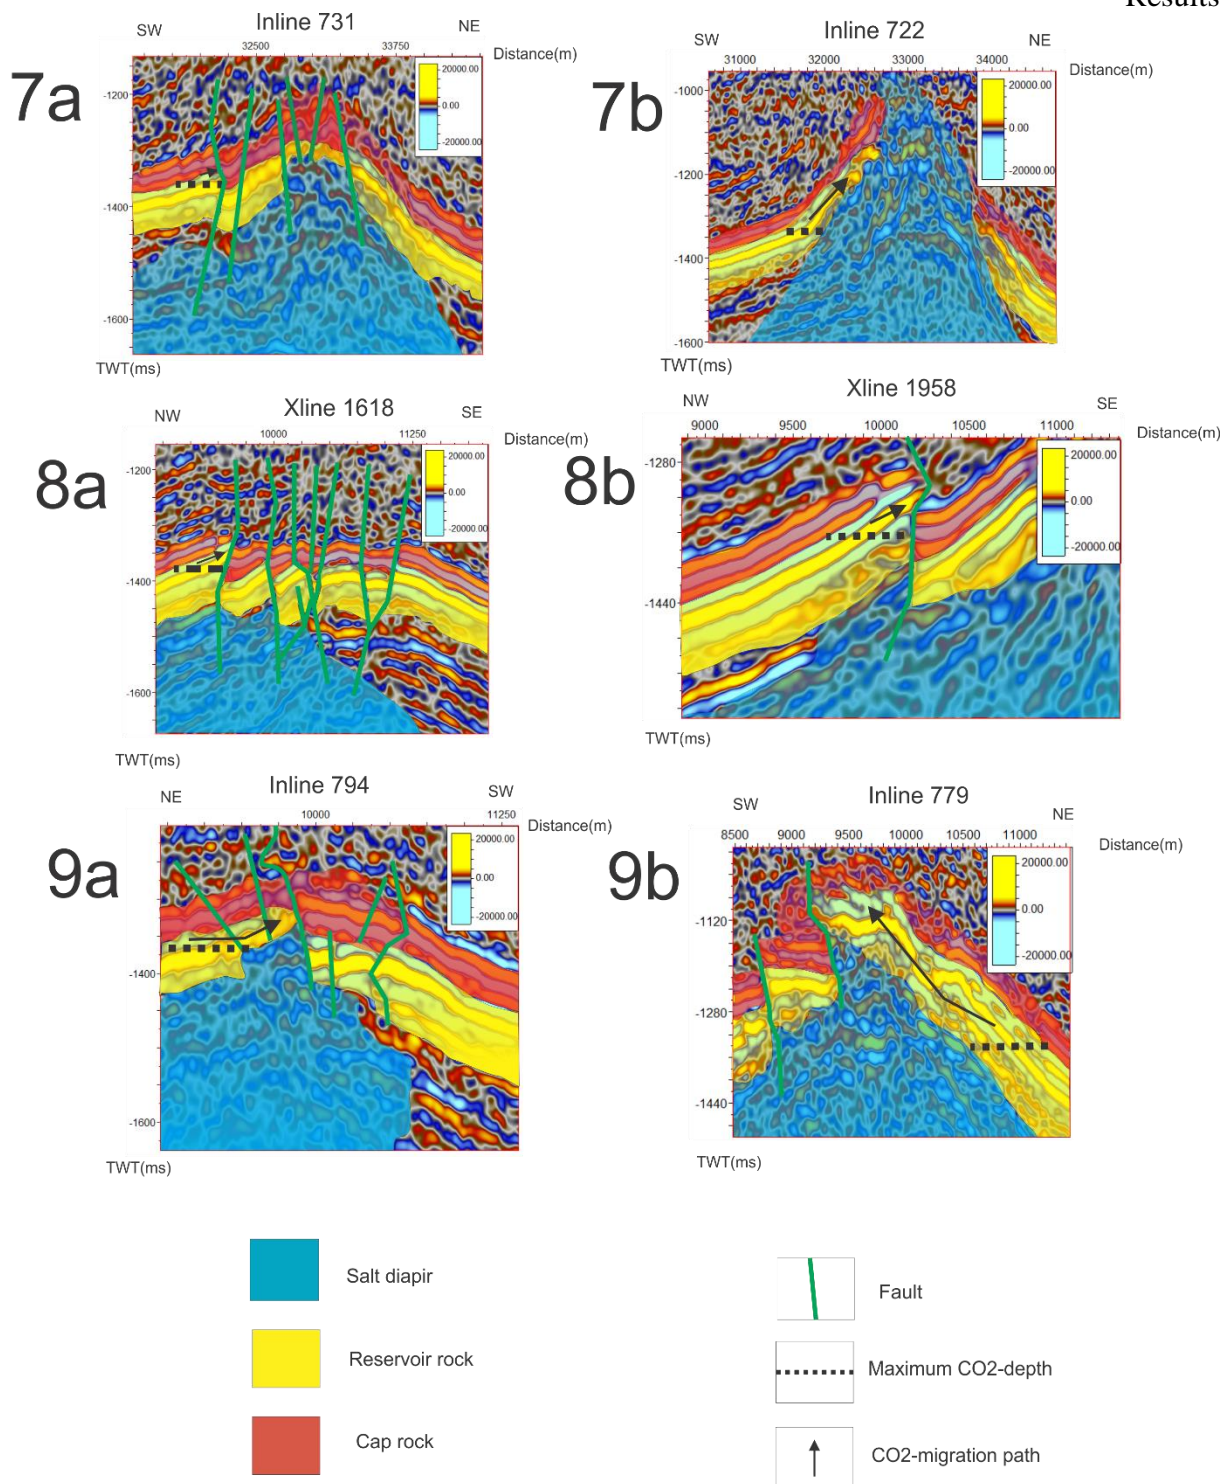 Results
Inline 731
SW
NE
32500
33750
Distance(m)
7a
20000.00
0.00
-20000.00
-1200
-1400
-1600
TWT(ms)
Inline 722
SW
NE
31000
32000
33000
34000
Distance(m)
7b
20000.00
0.00
-20000.00
-1000
-1200
-1400
-1600
TWT(ms)
Xline 1618
NW
SE
10000
11250
Distance(m)
8a
20000.00
0.00
-20000.00
-1200
-1400
-1600
TWT(ms)
Xline 1958
NW
SE
9000
9500
10000
10500
11000
Distance(m)
8b
20000.00
0.00
-20000.00
-1280
-1440
TWT(ms)
Inline 794
NE
SW
10000
11250
Distance(m)
9a
20000.00
0.00
-20000.00
-1400
-1600
TWT(ms)
Inline 779
SW
NE
8500
9000
9500
10000
10500
11000
Distance(m)
9b
20000.00
0.00
-20000.00
-1120
-1280
-1440
TWT(ms)
Salt diapir
Reservoir rock
Cap rock
Fault
Maximum CO2-depth
CO2-migration path